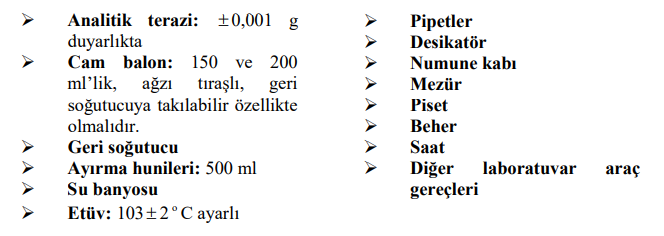 ➢ Analitik terazi: ±0,001 g
duyarlıkta
➢ Cam balon: 150 ve 200
ml’lik, ağzı tıraşlı, geri
soğutucuya takılabilir özellikte
olmalıdır.
➢ Geri soğutucu
➢ Ayırma hunileri: 500 ml
➢ Su banyosu
➢ Etüv: 103±2 º C ayarlı
➢ Pipetler
➢ Desikatör
➢ Numune kabı
➢ Mezür
➢ Piset
➢ Beher
➢ Saat
➢ Diğer laboratuvar araç
gereçleri